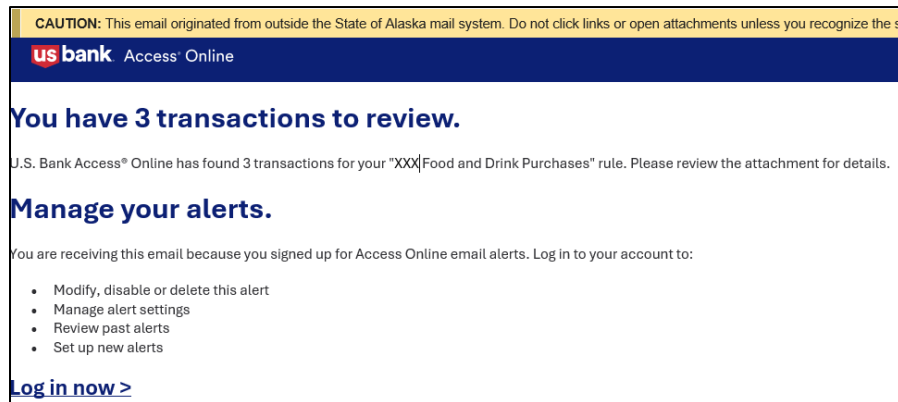 CAUTION: This email originated from outside the State of Alaska mail system. Do not click links or open attachments unless you recognize the
us bank. Access® Online
You have 3 transactions to review.
U.S. Bank Access® Online has found 3 transactions for your "XXX Food and Drink Purchases" rule. Please review the attachment for details.
Manage your alerts.
You are receiving this email because you signed up for Access Online email alerts. Log in to your account to:
• Modify, disable or delete this alert
• Manage alert settings
• Review past alerts
• Set up new alerts
Log in now >